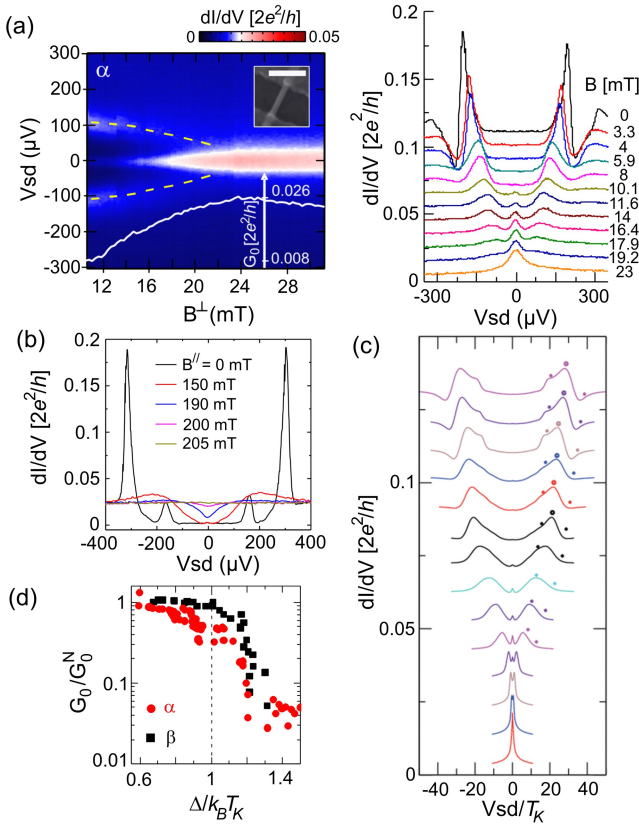 (a)
dI/dV [2e²/h]
0 0.05
α
300
200
100
0
-100
-200
-300
Vsd (µV)
0.026
G₀[2e²/h]
0.008
12 16 20 24 28
B⊥(mT)
0.2
0.15
0.1
0.05
0
dI/dV [2e²/h]
B [mT]
0
3.3
4
5.9
8
10.1
11.6
14
16.4
17.9
19.2
23
-300 0 300
Vsd (µV)
(b)
0.2
0.15
0.1
0.05
0
dI/dV [2e²/h]
B// = 0 mT
150 mT
190 mT
200 mT
205 mT
-400 -200 0 200 400
Vsd (µV)
(c)
0.1
0.05
0
dI/dV [2e²/h]
-50 -40 -20 0 20 40
Vsd/T_K
(d)
1
0.1
0.01
G₀/G₀ᴺ
α
β
0.6 1 1.4
Δ/k_BT_K